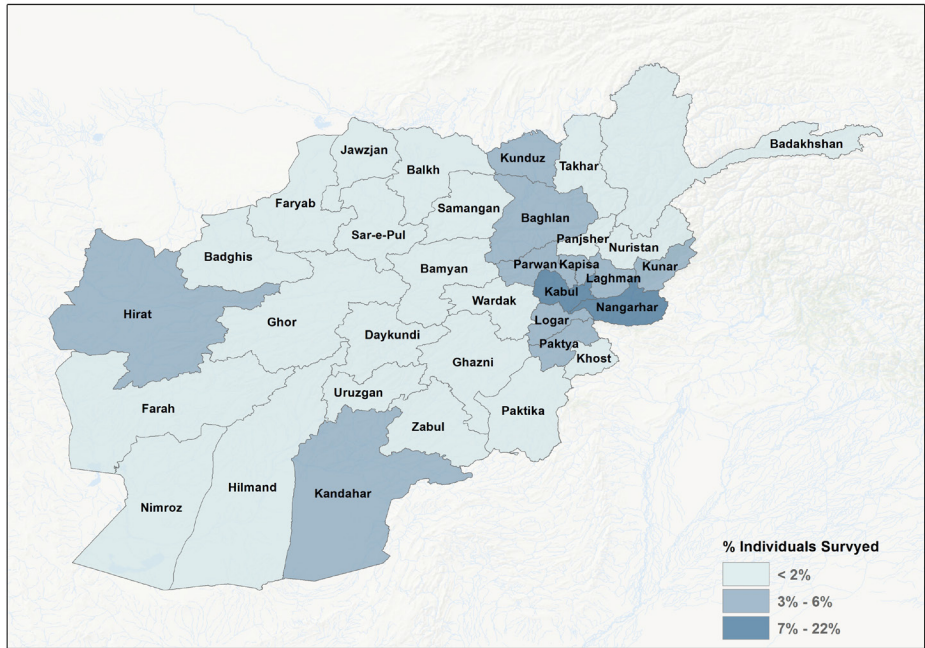 Badakhshan
Jawzjan
Kunduz
Takhar
Balkh
Faryab
Samangan
Baghlan
Sar-e-Pul
Panjsher
Nuristan
Badghis
Bamyan
Parwan
Kapisa
Kunar
Laghman
Kabul
Wardak
Nangarhar
Hirat
Ghor
Logar
Daykundi
Paktya
Ghazni
Khost
Uruzgan
Farah
Paktika
Zabul
Hilmand
Kandahar
Nimroz
% Individuals Survyed
< 2%
3% - 6%
7% - 22%